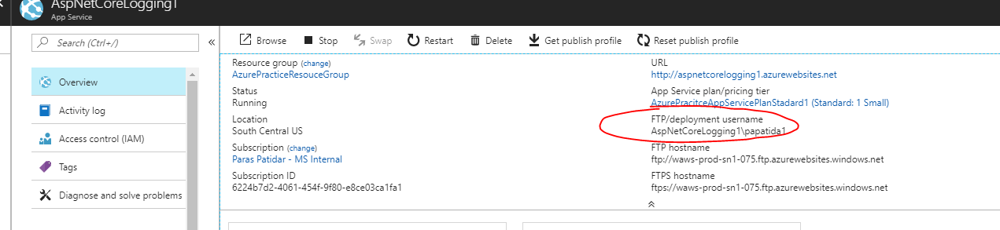 AspNetCoreLogging1
App Service
Search (Ctrl+/)
«
Browse
Stop
Swap
Restart
Delete
Get publish profile
Reset publish profile
Overview
Activity log
Access control (IAM)
Tags
Diagnose and solve problems
Resource group (change)
AzurePracticeResouceGroup
Status
Running
Location
South Central US
Subscription (change)
Paras Patidar - MS Internal
Subscription ID
6224b7d2-4061-454f-9f80-e8ce03ca1fa1
URL
http://aspnetcorelogging1.azurewebsites.net
App Service plan/pricing tier
AzurePracitceAppServicePlanStadard1 (Standard: 1 Small)
FTP/deployment username
AspNetCoreLogging1\papatida1
FTP hostname
ftp://waws-prod-sn1-075.ftp.azurewebsites.windows.net
FTPS hostname
ftps://waws-prod-sn1-075.ftp.azurewebsites.windows.net